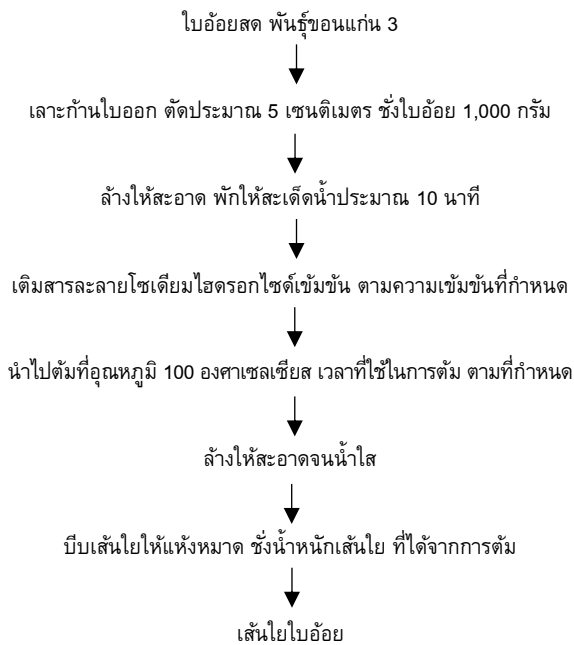 ใบอ้อยสด พันธุ์ขอนแก่น 3
เลาะก้านใบออก ตัดประมาณ 5 เซนติเมตร ชั่งใบอ้อย 1,000 กรัม
ล้างให้สะอาด พักให้สะเด็ดน้ำประมาณ 10 นาที
เติมสารละลายโซเดียมไฮดรอกไซด์เข้มข้น ตามความเข้มข้นที่กำหนด
นำไปต้มที่อุณหภูมิ 100 องศาเซลเซียส เวลาที่ใช้ในการต้ม ตามที่กำหนด
ล้างให้สะอาดจนน้ำใส
บีบเส้นใยให้แห้งหมาด ชั่งน้ำหนักเส้นใย ที่ได้จากการต้ม
เส้นใยใบอ้อย